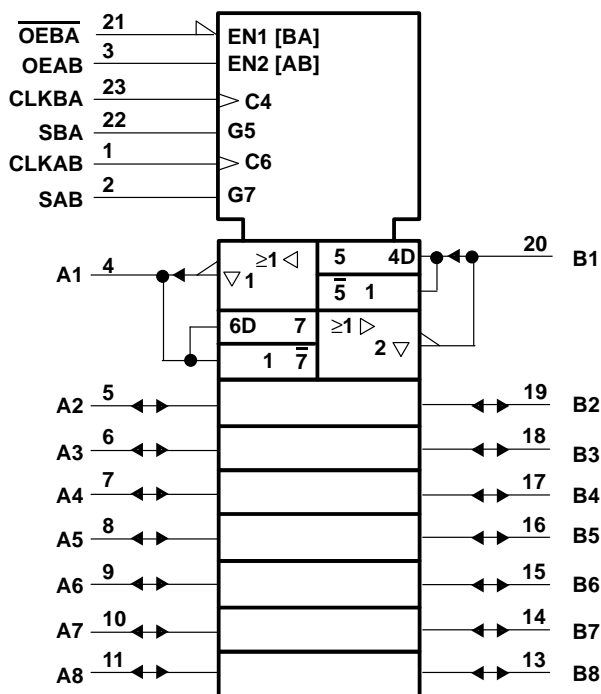 OEBA 21 EN1 [BA]
OEAB 3 EN2 [AB]
CLKBA 23 C4
SBA 22 G5
CLKAB 1 C6
SAB 2 G7
A1 4 ≥1 ◁ 5 4D 20 B1
▽ 1 5̅ 1
6D 7 ≥1 ▷
1 7̅ 2 ▽
A2 5 19 B2
A3 6 18 B3
A4 7 17 B4
A5 8 16 B5
A6 9 15 B6
A7 10 14 B7
A8 11 13 B8